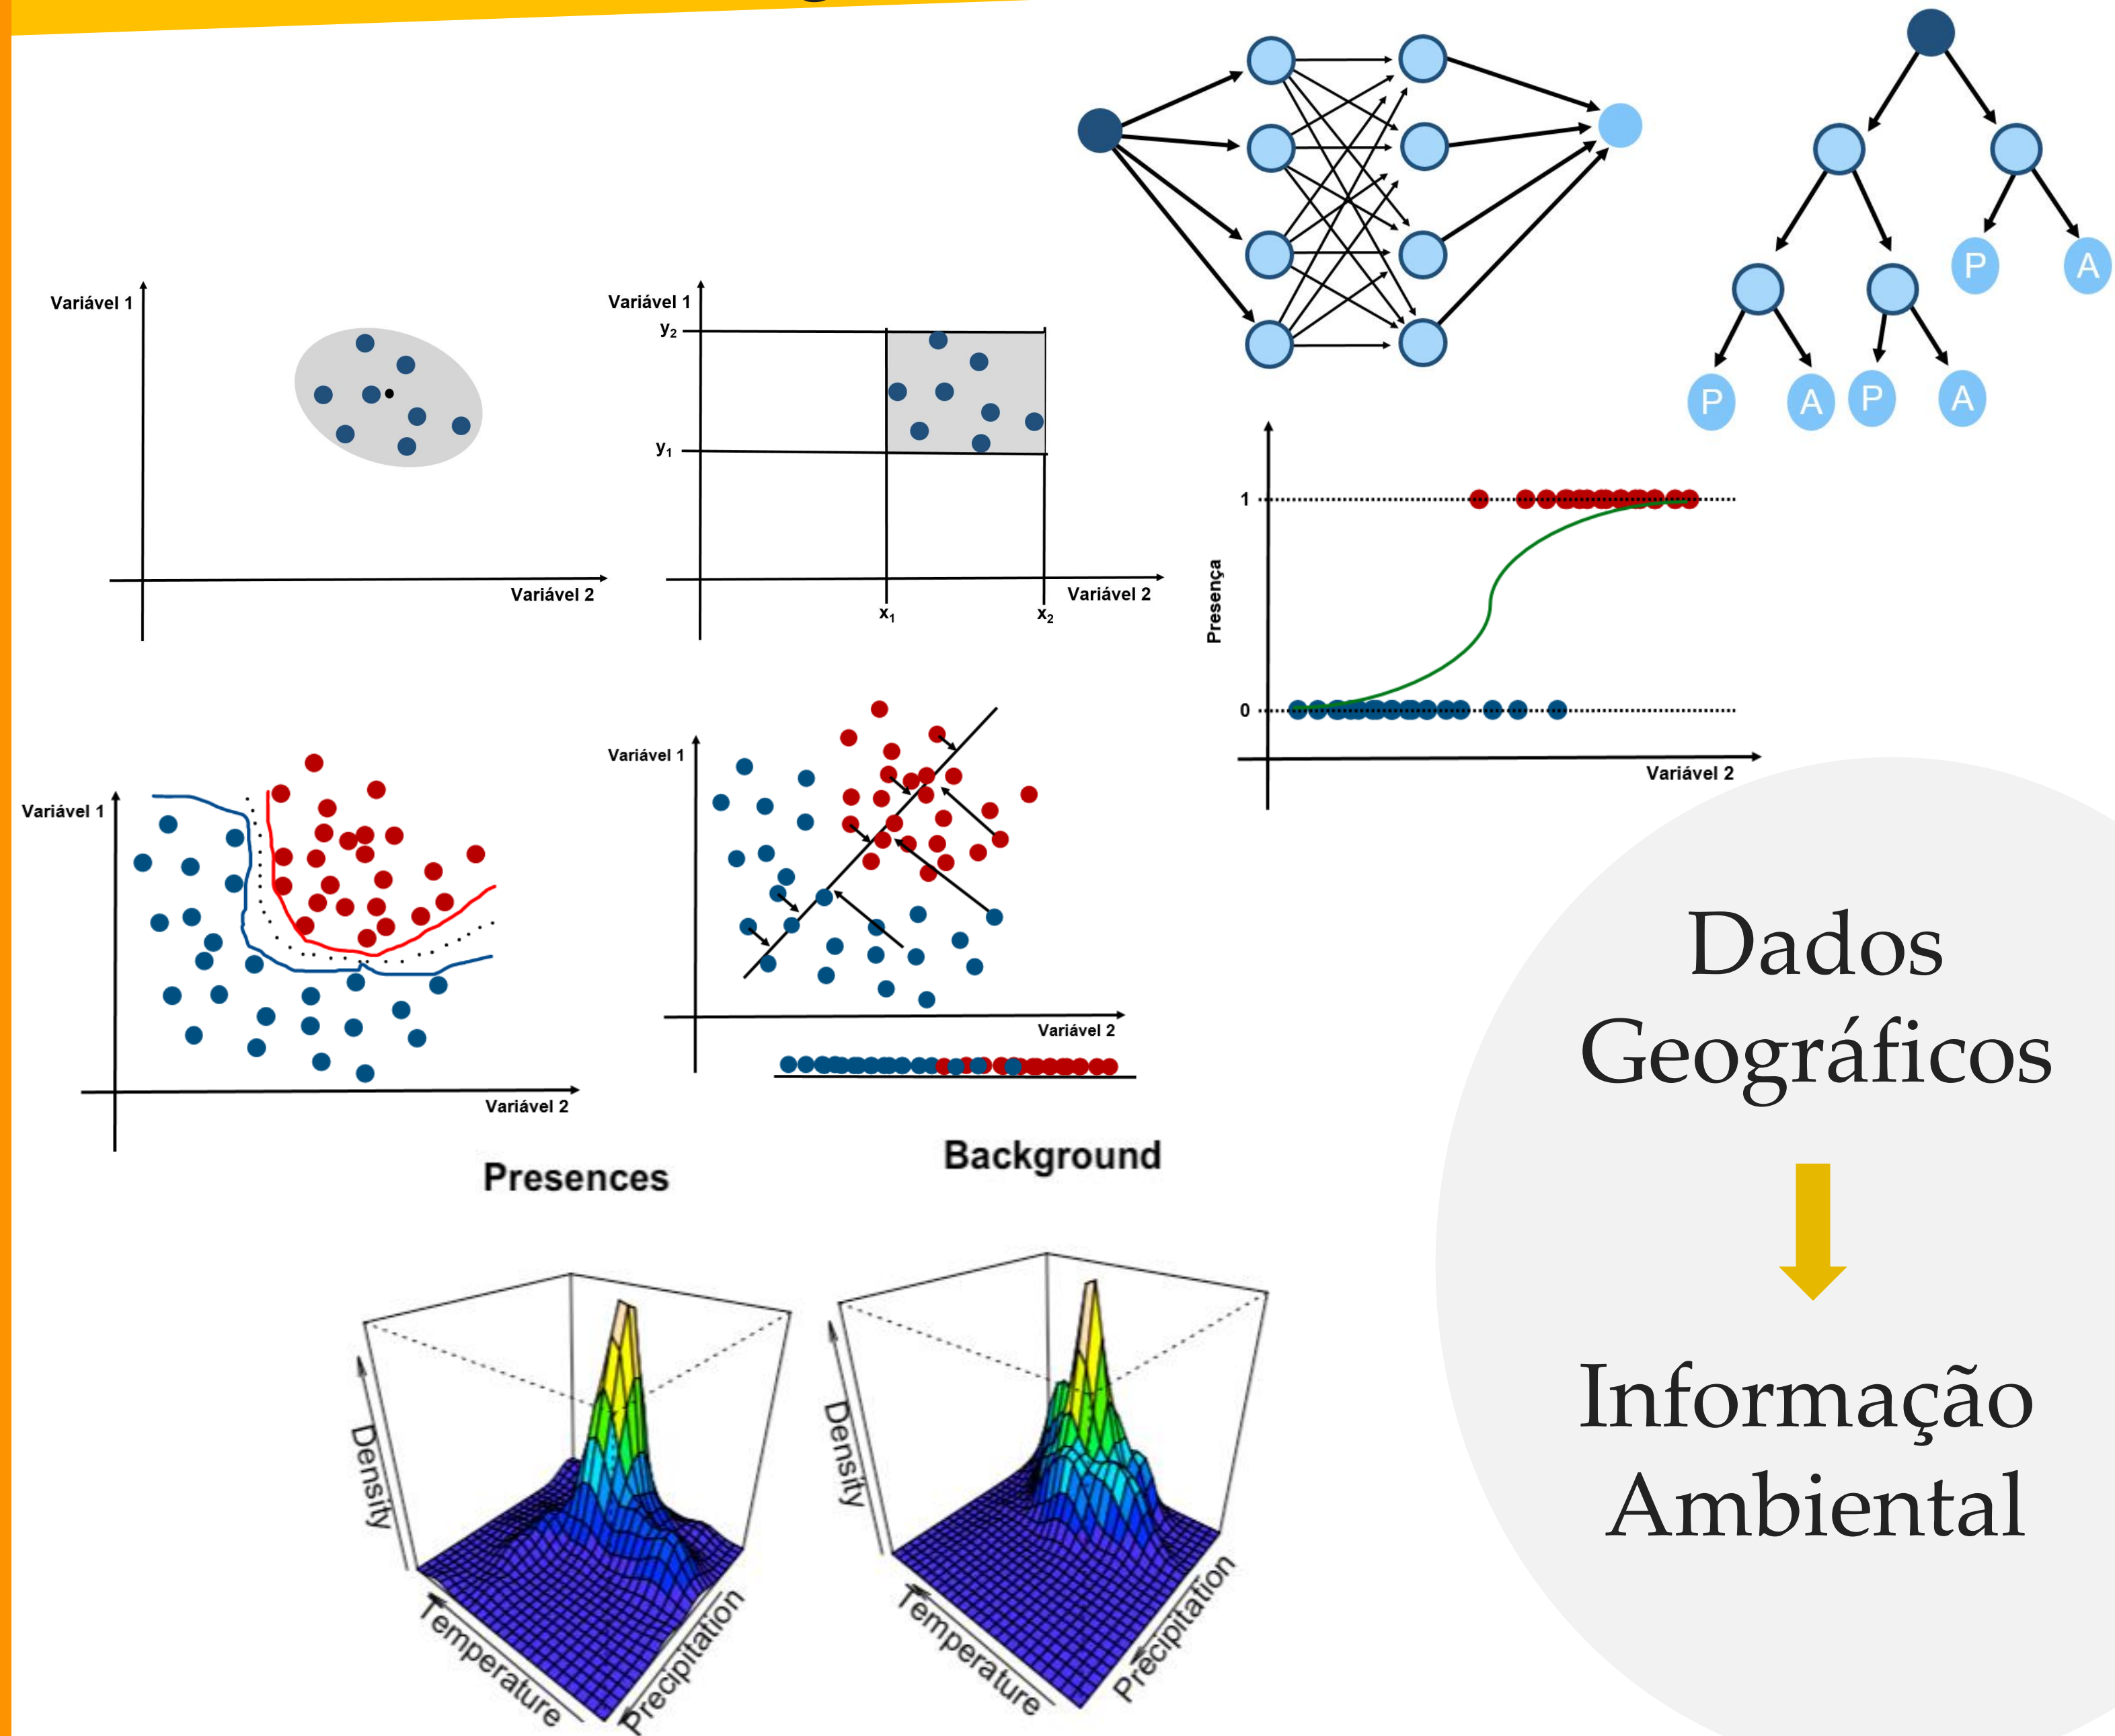 P
A
P
A
P
A
Variável 1
Variável 2
Variável 1
y₂
y₁
x₁
x₂
Variável 2
1
Presença
0
Variável 2
Variável 1
Variável 2
Variável 1
Variável 2
Presences
Background
Density
Temperature
Precipitation
Density
Temperature
Precipitation
Dados
Geográficos
Informação
Ambiental